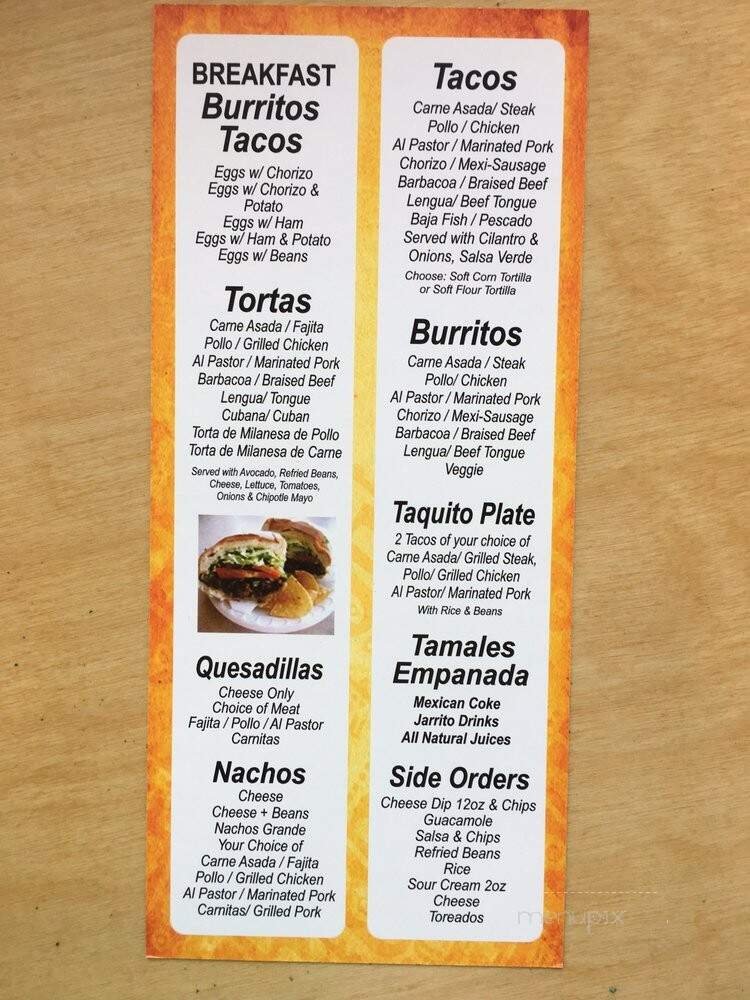 BREAKFAST
Burritos
Tacos
Eggs w/ Chorizo
Eggs w/ Chorizo &
Potato
Eggs w/ Ham
Eggs w/ Ham & Potato
Eggs w/ Beans
Tortas
Carne Asada / Fajita
Pollo / Grilled Chicken
Al Pastor / Marinated Pork
Barbacoa / Braised Beef
Lengua/ Tongue
Cubana/ Cuban
Torta de Milanesa de Pollo
Torta de Milanesa de Carne
Served with Avocado, Refried Beans,
Cheese, Lettuce, Tomatoes,
Onions & Chipotle Mayo
Quesadillas
Cheese Only
Choice of Meat
Fajita / Pollo / Al Pastor
Carnitas
Nachos
Cheese
Cheese + Beans
Nachos Grande
Your Choice of
Carne Asada / Fajita
Pollo / Grilled Chicken
Al Pastor / Marinated Pork
Carnitas/ Grilled Pork
Tacos
Carne Asada/ Steak
Pollo / Chicken
Al Pastor / Marinated Pork
Chorizo / Mexi-Sausage
Barbacoa / Braised Beef
Lengua/ Beef Tongue
Baja Fish / Pescado
Served with Cilantro &
Onions, Salsa Verde
Choose: Soft Corn Tortilla
or Soft Flour Tortilla
Burritos
Carne Asada / Steak
Pollo/ Chicken
Al Pastor / Marinated Pork
Chorizo / Mexi-Sausage
Barbacoa / Braised Beef
Lengua/ Beef Tongue
Veggie
Taquito Plate
2 Tacos of your choice of
Carne Asada/ Grilled Steak,
Pollo/ Grilled Chicken
Al Pastor/ Marinated Pork
With Rice & Beans
Tamales
Empanada
Mexican Coke
Jarrito Drinks
All Natural Juices
Side Orders
Cheese Dip 12oz & Chips
Guacamole
Salsa & Chips
Refried Beans
Rice
Sour Cream 2oz
Cheese
Toreados
menupix